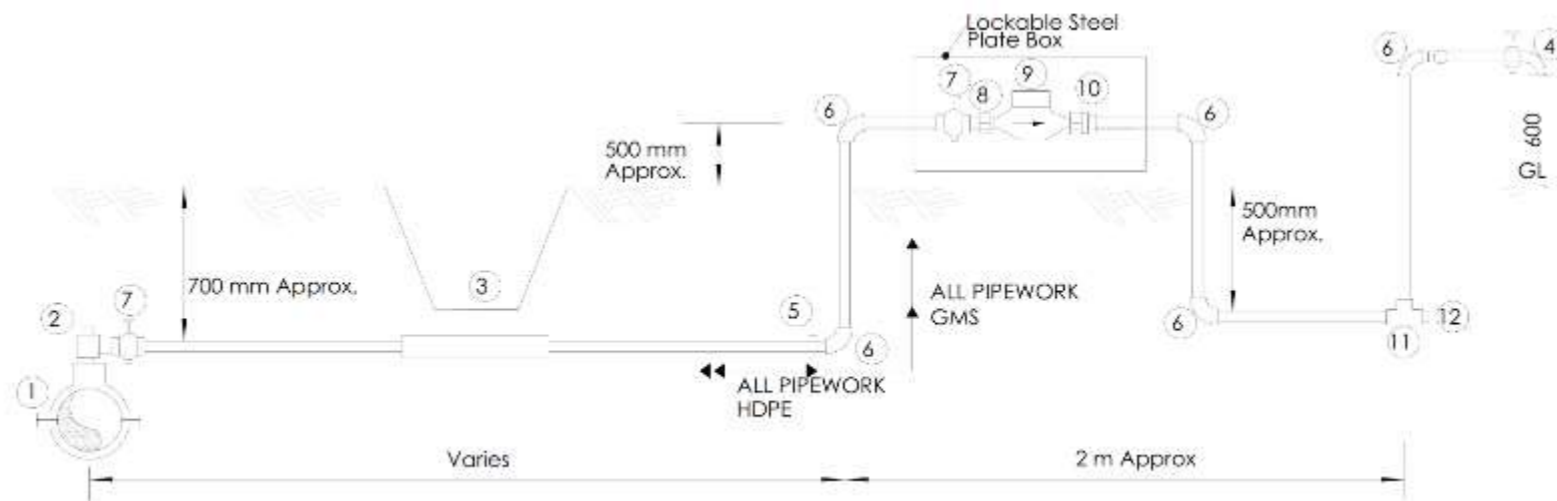 Lockable Steel
Plate Box
6
4
7
8
9
10
6
6
500 mm
Approx.
600
GL
500mm
Approx.
700 mm Approx.
3
ALL PIPEWORK
GMS
2
7
5
6
6
12
11
1
ALL PIPEWORK
HDPE
Varies
2 m Approx